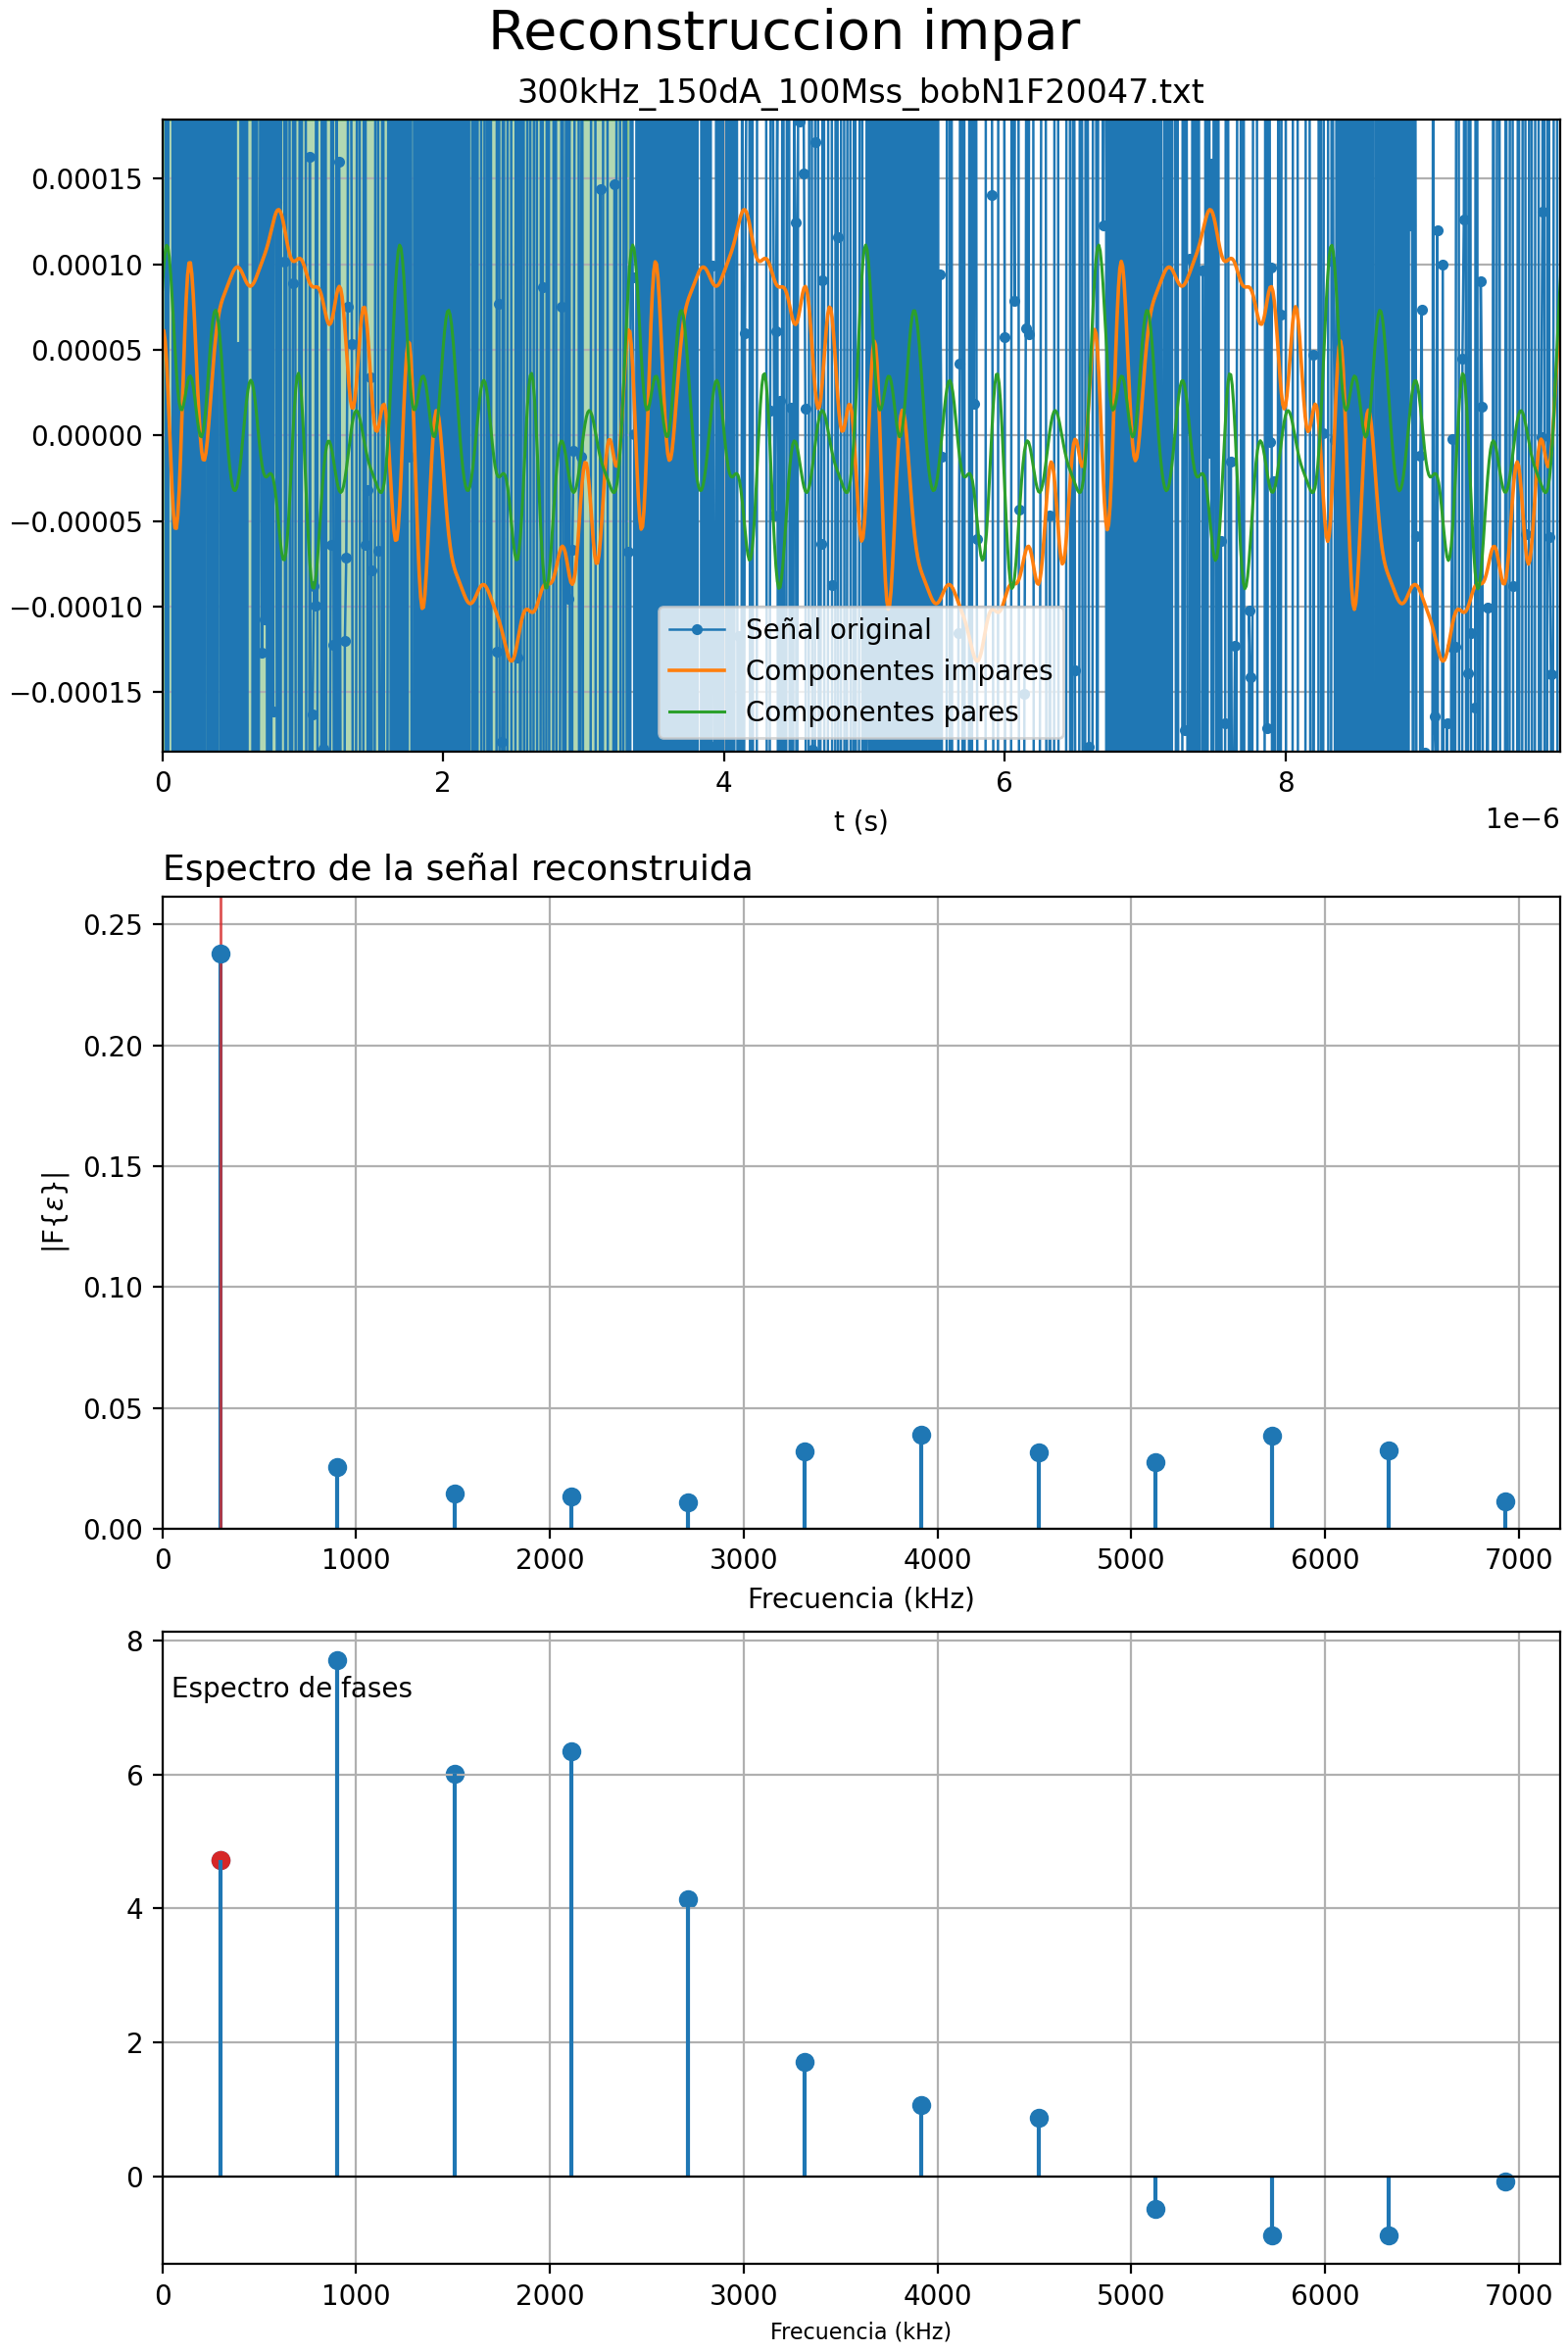 Reconstruccion impar
300kHz_150dA_100Mss_bobN1F20047.txt
0.00015
0.00010
0.00005
0.00000
−0.00005
−0.00010
−0.00015
Señal original
Componentes impares
Componentes pares
0 2 4 6 8
1e−6
t (s)
Espectro de la señal reconstruida
0.25
0.20
0.15
0.10
0.05
0.00
|F{ε}|
0 1000 2000 3000 4000 5000 6000 7000
Frecuencia (kHz)
8
Espectro de fases
6
4
2
0
0 1000 2000 3000 4000 5000 6000 7000
Frecuencia (kHz)